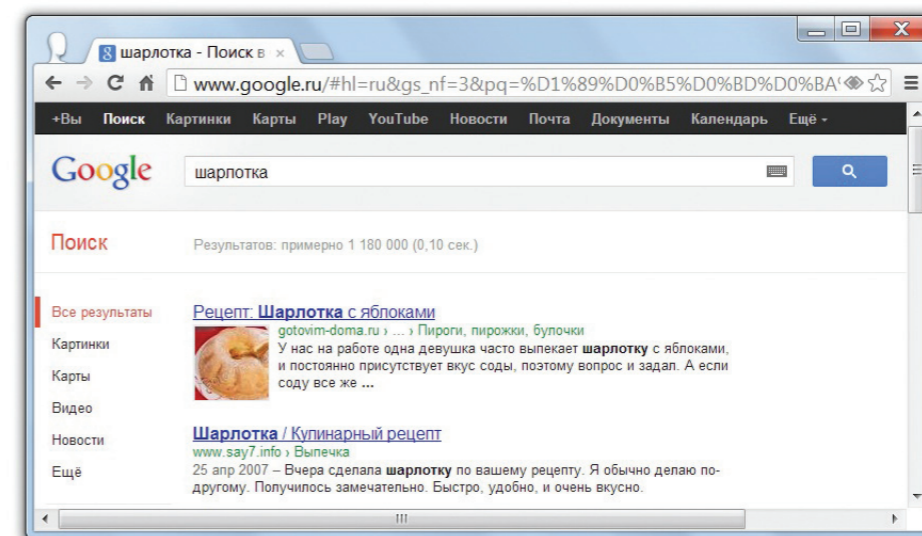 шарлотка - Поиск в
www.google.ru/#hl=ru&gs_nf=3&pq=%D1%89%D0%B5%D0%BD%D0%BA%
+Вы Поиск Картинки Карты Play YouTube Новости Почта Документы Календарь Ещё
Google
шарлотка
Поиск
Результатов: примерно 1 180 000 (0,10 сек.)
Все результаты
Картинки
Карты
Видео
Новости
Ещё
Рецепт: Шарлотка с яблоками
gotovim-doma.ru › ... › Пироги, пирожки, булочки
У нас на работе одна девушка часто выпекает шарлотку с яблоками,
и постоянно присутствует вкус соды, поэтому вопрос и задал. А если
соду все же ...
Шарлотка / Кулинарный рецепт
www.say7.info › Выпечка
25 апр 2007 – Вчера сделала шарлотку по вашему рецепту. Я обычно делаю по-
другому. Получилось замечательно. Быстро, удобно, и очень вкусно.